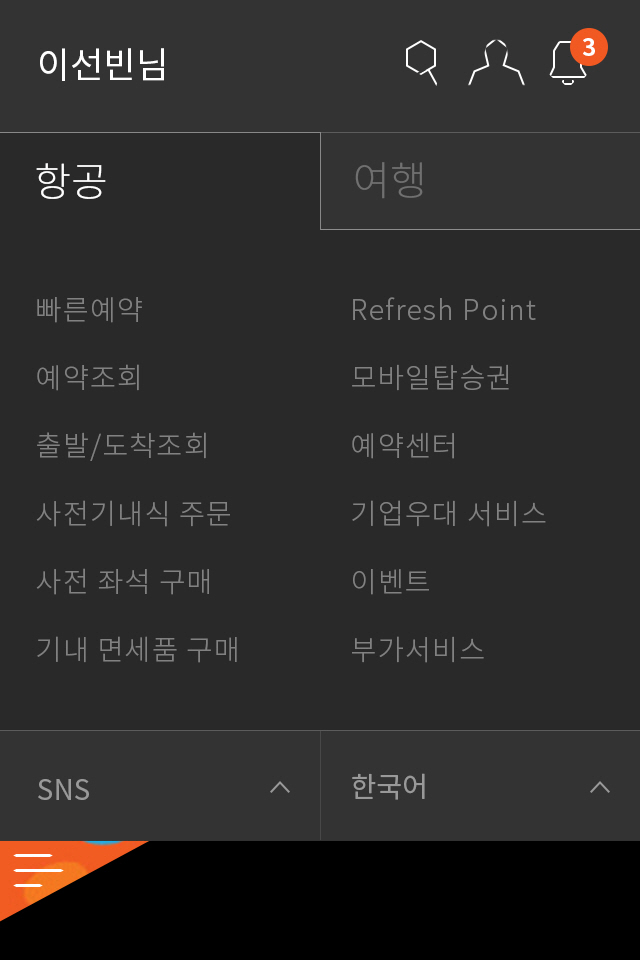 이선빈님
3
항공
여행
빠른예약
Refresh Point
예약조회
모바일탑승권
출발/도착조회
예약센터
사전기내식 주문
기업우대 서비스
사전 좌석 구매
이벤트
기내 면세품 구매
부가서비스
SNS
한국어